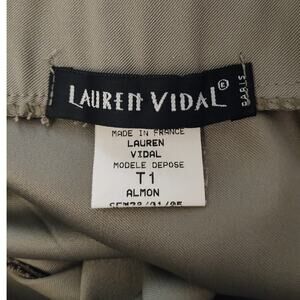 LAUREN VIDAL®
PARIS
MADE IN FRANCE
LAUREN
VIDAL
MODELE DEPOSE
T1
ALMON